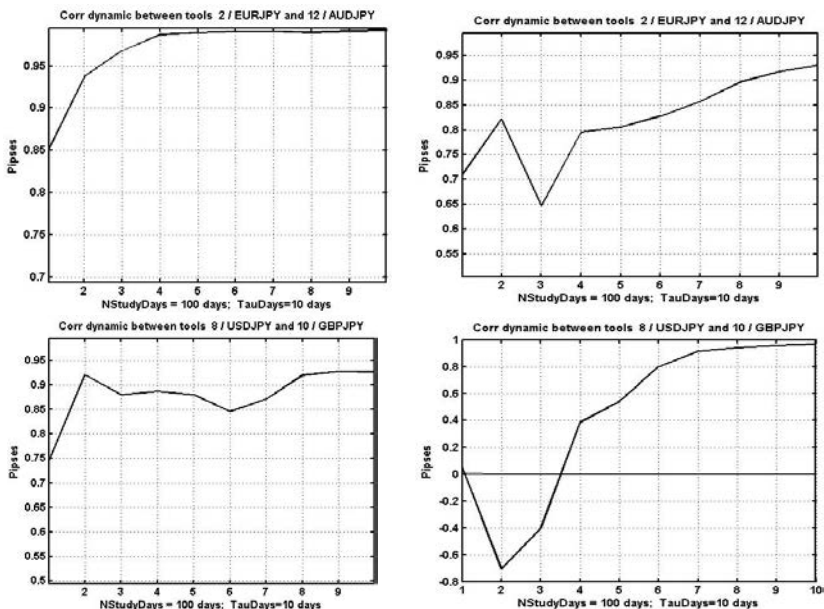 Corr dynamic between tools 2 / EURJPY and 12 / AUDJPY
0.95
0.9
0.85
0.8
0.75
0.7
Pipses
2 3 4 5 6 7 8 9
NStudyDays = 100 days; TauDays=10 days
Corr dynamic between tools 2 / EURJPY and 12 / AUDJPY
0.95
0.9
0.85
0.8
0.75
0.7
0.65
0.6
0.55
Pipses
1 2 3 4 5 6 7 8 9
NStudyDays = 100 days; TauDays=10 days
Corr dynamic between tools 8 / USDJPY and 10 / GBPJPY
0.95
0.9
0.85
0.8
0.75
0.7
0.65
0.6
0.55
0.5
Pipses
2 3 4 5 6 7 8 9
NStudyDays = 100 days; TauDays=10 days
Corr dynamic between tools 8 / USDJPY and 10 / GBPJPY
1
0.8
0.6
0.4
0.2
0
-0.2
-0.4
-0.6
-0.8
Pipses
1 2 3 4 5 6 7 8 9 10
NStudyDays = 100 days; TauDays=10 days